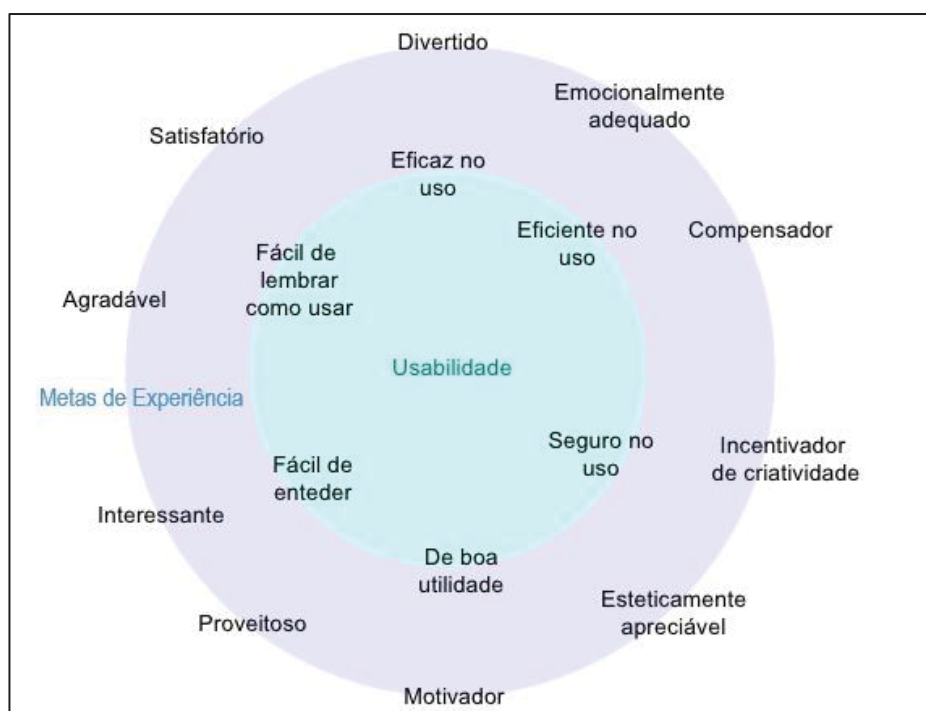 Divertido
Emocionalmente
adequado
Satisfatório
Eficaz no
uso
Eficiente no
uso
Compensador
Fácil de
lembrar
como usar
Agradável
Usabilidade
Metas de Experiência
Seguro no
uso
Incentivador
de criatividade
Fácil de
enteder
Interessante
De boa
utilidade
Esteticamente
apreciável
Proveitoso
Motivador